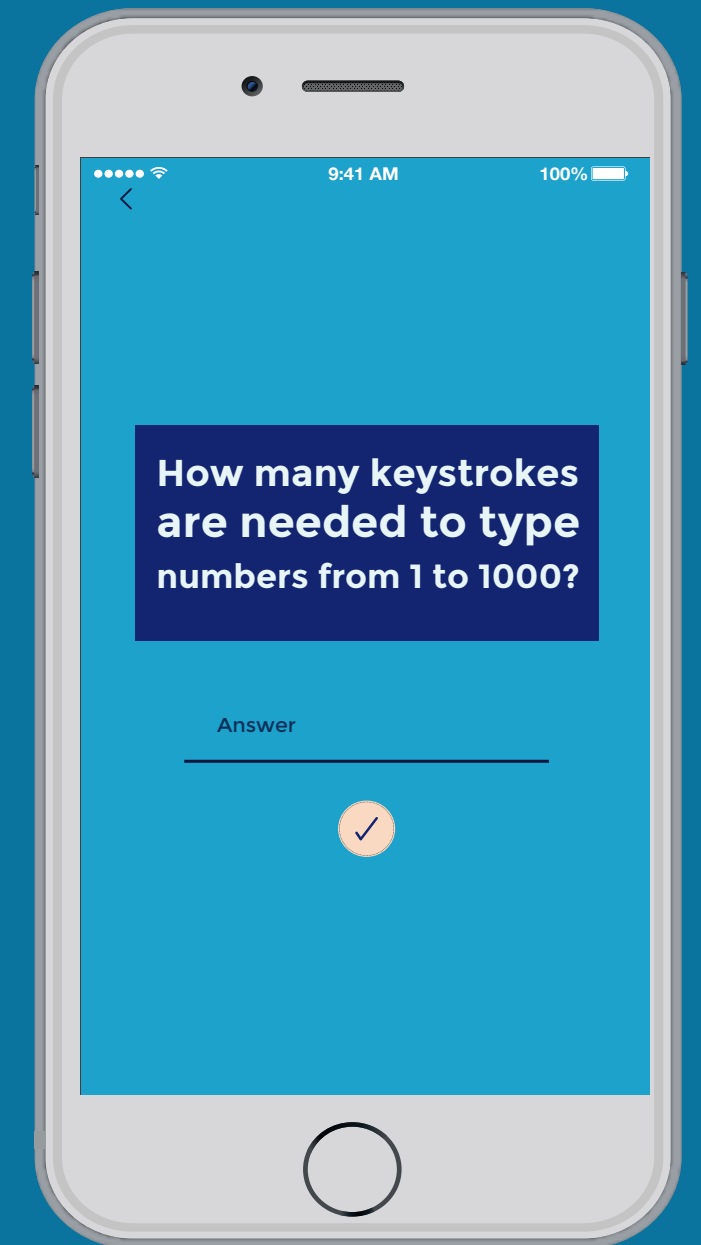 9:41 AM
100%
How many keystrokes
are needed to type
numbers from 1 to 1000?
Answer